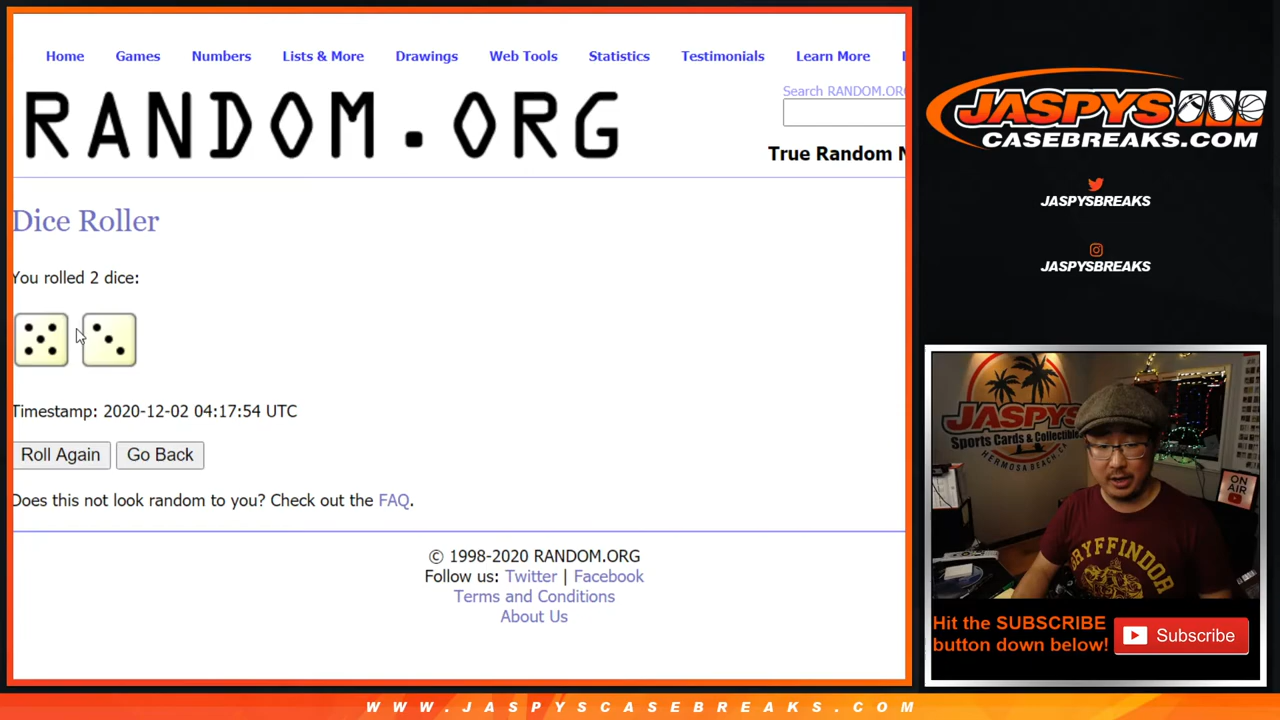 Home Games Numbers Lists & More Drawings Web Tools Statistics Testimonials Learn More
RANDOM.ORG
Search RANDOM.ORG
True Random N
Dice Roller
You rolled 2 dice:
Timestamp: 2020-12-02 04:17:54 UTC
Roll Again Go Back
Does this not look random to you? Check out the FAQ.
© 1998-2020 RANDOM.ORG
Follow us: Twitter | Facebook
Terms and Conditions
About Us
JASPYS
CASEBREAKS.COM
JASPYSBREAKS
JASPYSBREAKS
JASPYS
Sports Cards & Collectibles
HERMOSA BEACH, CA
ON
AIR
GRYFFINDOR
Hit the SUBSCRIBE
button down below!
Subscribe
WWW.JASPYSCASEBREAKS.COM